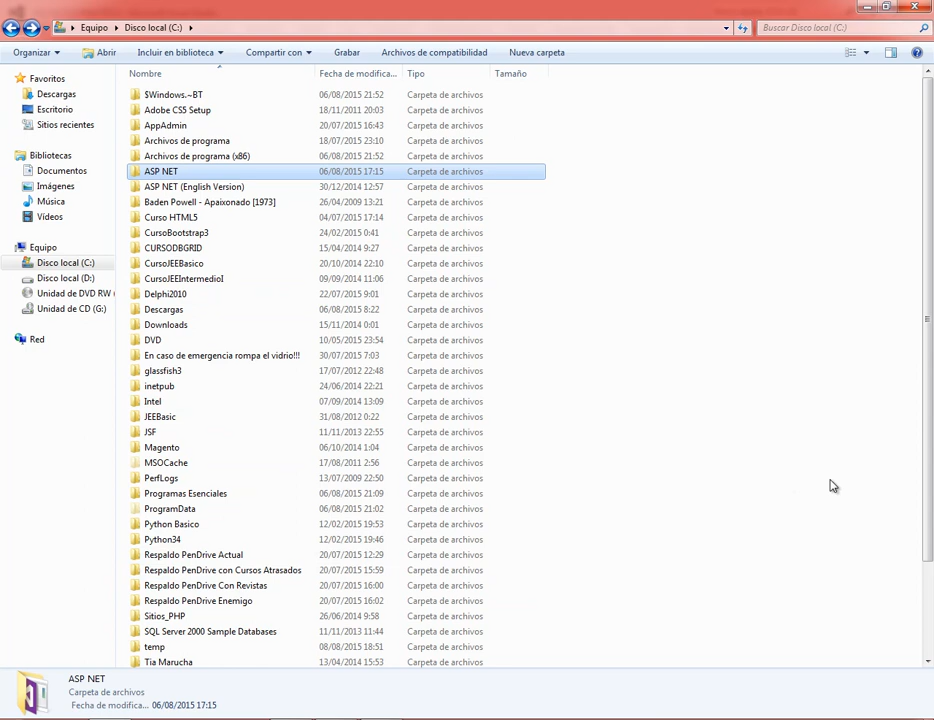 Equipo ▸ Disco local (C:) ▸
Buscar Disco local (C:)
Organizar Abrir Incluir en biblioteca Compartir con Grabar Archivos de compatibilidad Nueva carpeta
Nombre Fecha de modifica... Tipo Tamaño
Favoritos
Descargas
Escritorio
Sitios recientes
Bibliotecas
Documentos
Imágenes
Música
Vídeos
Equipo
Disco local (C:)
Disco local (D:)
Unidad de DVD RW (
Unidad de CD (G:)
Red
$Windows.~BT 06/08/2015 21:52 Carpeta de archivos
Adobe CS5 Setup 18/11/2011 20:03 Carpeta de archivos
AppAdmin 20/07/2015 16:43 Carpeta de archivos
Archivos de programa 18/07/2015 23:10 Carpeta de archivos
Archivos de programa (x86) 06/08/2015 21:52 Carpeta de archivos
ASP NET 06/08/2015 17:15 Carpeta de archivos
ASP NET (English Version) 30/12/2014 12:57 Carpeta de archivos
Baden Powell - Apaixonado [1973] 26/04/2009 13:21 Carpeta de archivos
Curso HTML5 04/07/2015 17:14 Carpeta de archivos
CursoBootstrap3 24/02/2015 0:41 Carpeta de archivos
CURSODBGRID 15/04/2014 9:27 Carpeta de archivos
CursoJEEBasico 20/10/2014 22:10 Carpeta de archivos
CursoJEEIntermedioI 09/09/2014 11:06 Carpeta de archivos
Delphi2010 22/07/2015 9:01 Carpeta de archivos
Descargas 06/08/2015 8:22 Carpeta de archivos
Downloads 15/11/2014 0:01 Carpeta de archivos
DVD 10/05/2015 23:54 Carpeta de archivos
En caso de emergencia rompa el vidrio!!! 30/07/2015 7:03 Carpeta de archivos
glassfish3 17/07/2012 22:48 Carpeta de archivos
inetpub 24/06/2014 22:21 Carpeta de archivos
Intel 07/09/2014 13:09 Carpeta de archivos
JEEBasic 31/08/2012 0:22 Carpeta de archivos
JSF 11/11/2013 22:55 Carpeta de archivos
Magento 06/10/2014 1:04 Carpeta de archivos
MSOCache 17/08/2011 2:56 Carpeta de archivos
PerfLogs 13/07/2009 22:50 Carpeta de archivos
Programas Esenciales 06/08/2015 21:09 Carpeta de archivos
ProgramData 06/08/2015 21:02 Carpeta de archivos
Python Basico 12/02/2015 19:53 Carpeta de archivos
Python34 12/02/2015 19:46 Carpeta de archivos
Respaldo PenDrive Actual 20/07/2015 12:29 Carpeta de archivos
Respaldo PenDrive con Cursos Atrasados 20/07/2015 15:59 Carpeta de archivos
Respaldo PenDrive Con Revistas 20/07/2015 16:00 Carpeta de archivos
Respaldo PenDrive Enemigo 20/07/2015 16:02 Carpeta de archivos
Sitios_PHP 26/06/2014 9:58 Carpeta de archivos
SQL Server 2000 Sample Databases 11/11/2013 11:44 Carpeta de archivos
temp 08/08/2015 18:51 Carpeta de archivos
Tia Marucha 13/04/2014 15:53 Carpeta de archivos
ASP NET
Carpeta de archivos
Fecha de modifica... 06/08/2015 17:15